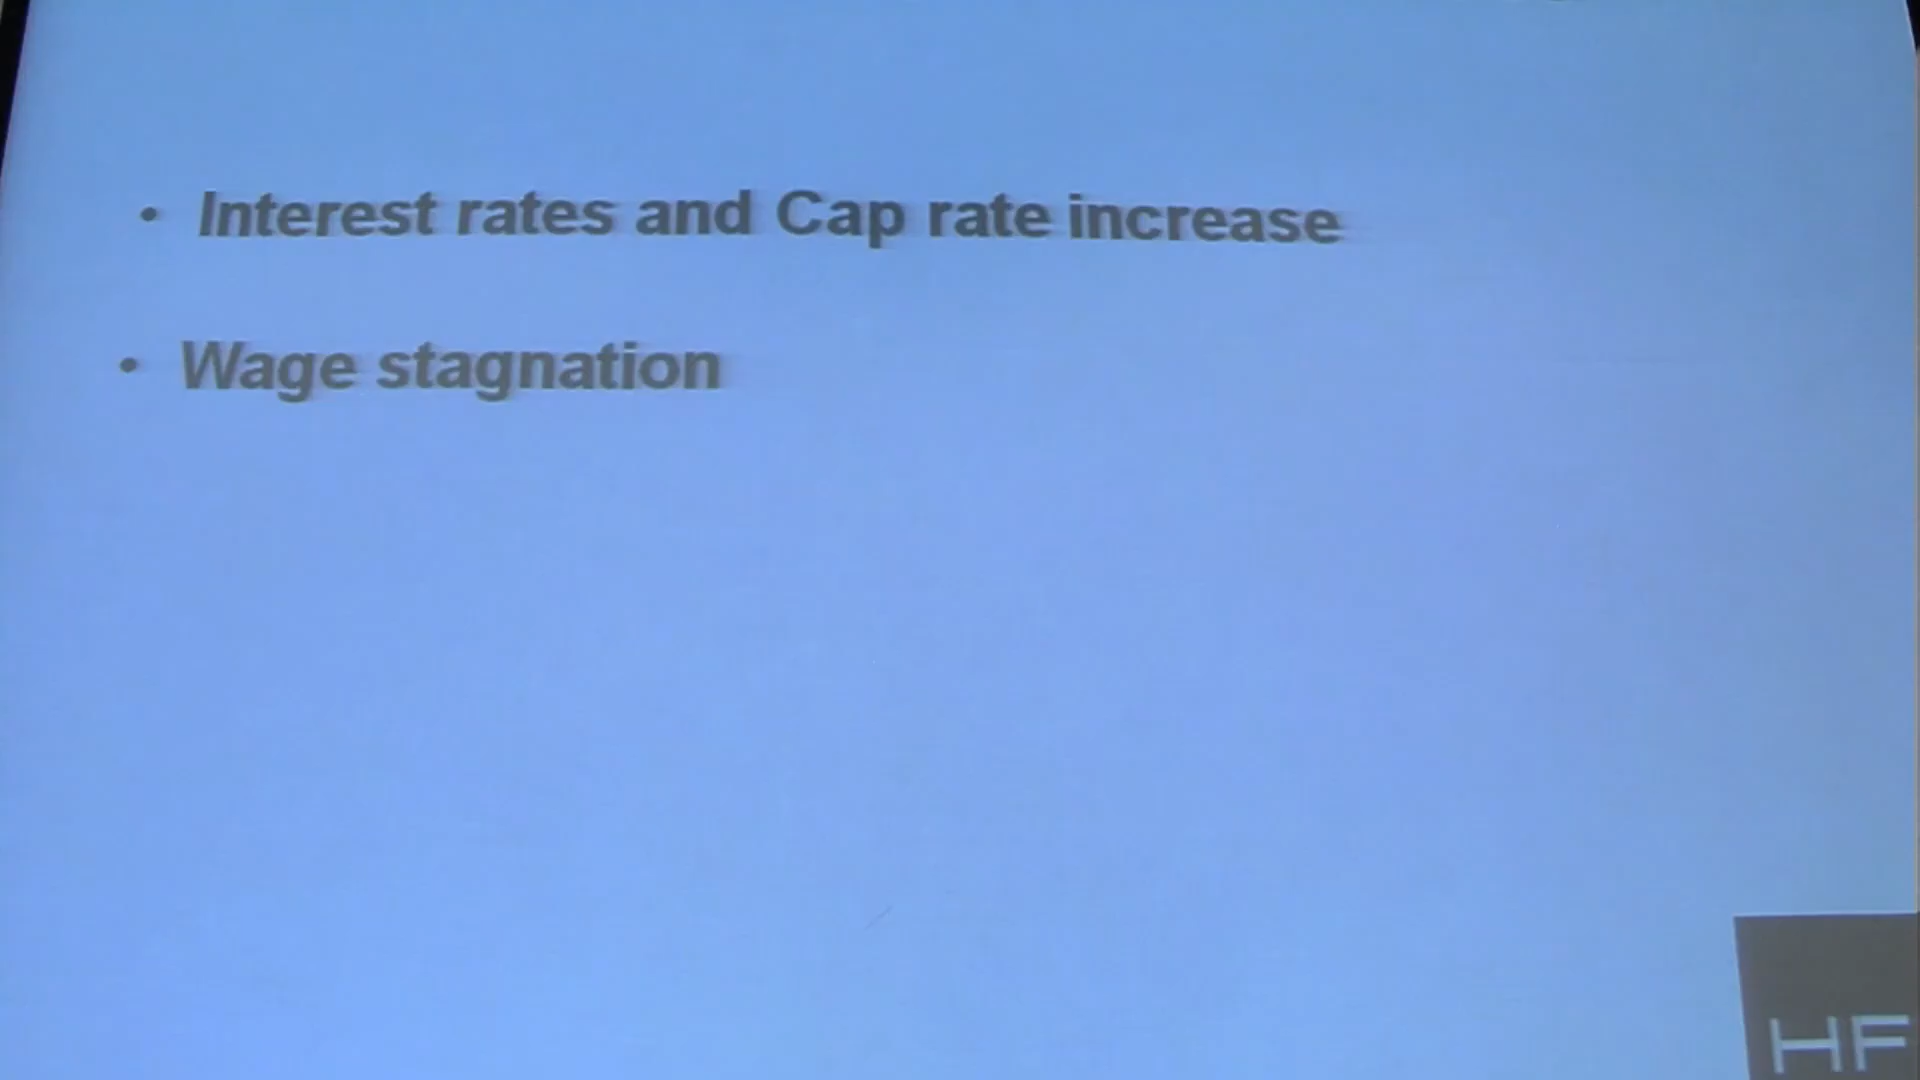 • Interest rates and Cap rate increase
• Wage stagnation
HF